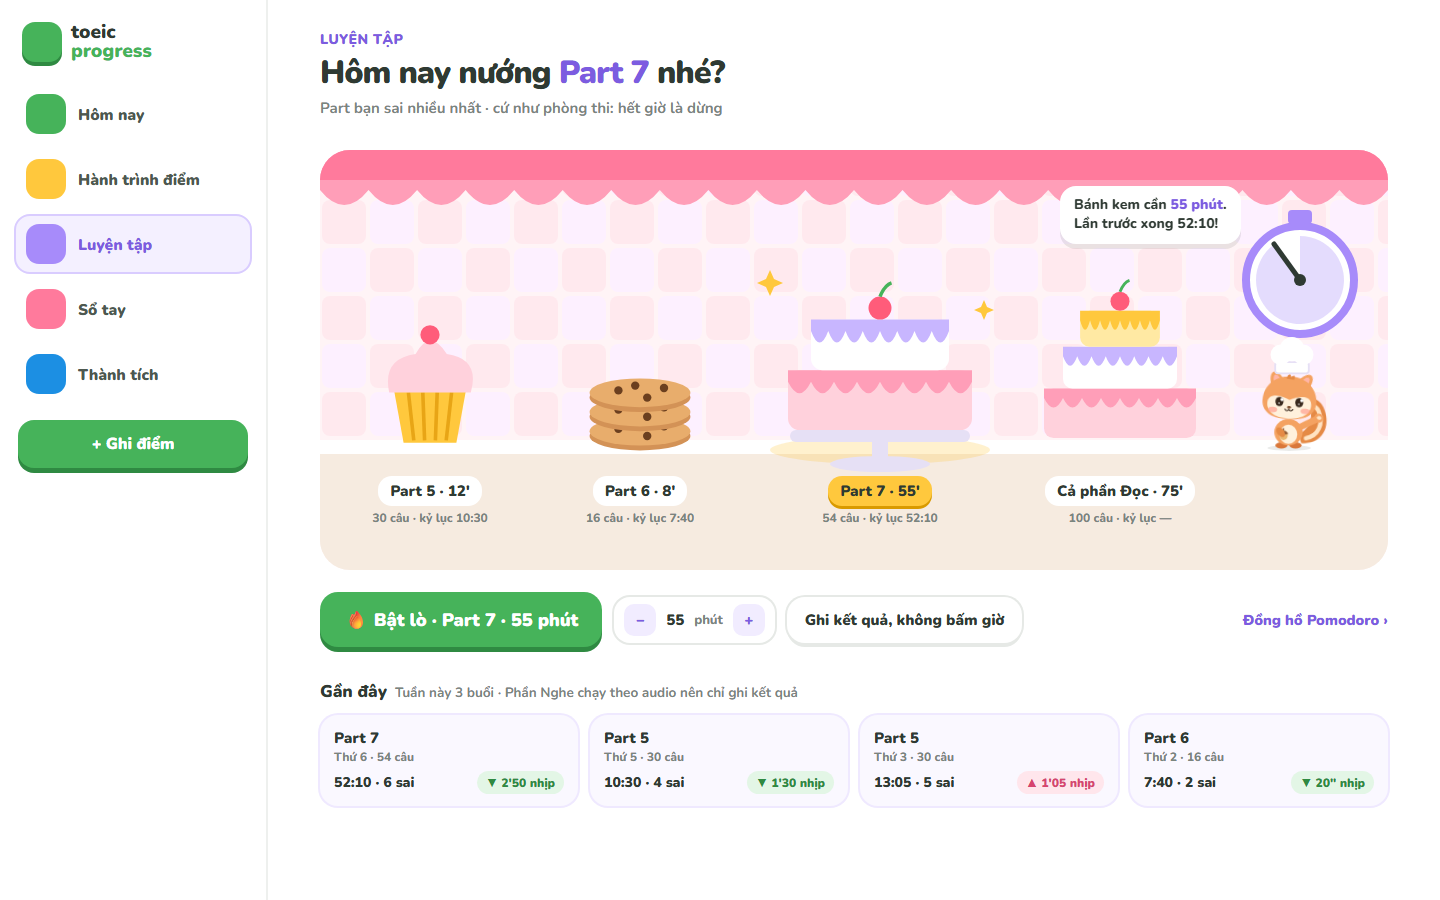 toeic
progress
Hôm nay
Hành trình điểm
Luyện tập
Sổ tay
Thành tích
+ Ghi điểm
LUYỆN TẬP
Hôm nay nướng Part 7 nhé?
Part bạn sai nhiều nhất · cứ như phòng thi: hết giờ là dừng
Bánh kem cần 55 phút.
Lần trước xong 52:10!
Part 5 · 12'
30 câu · kỷ lục 10:30
Part 6 · 8'
16 câu · kỷ lục 7:40
Part 7 · 55'
54 câu · kỷ lục 52:10
Cả phần Đọc · 75'
100 câu · kỷ lục —
Bật lò · Part 7 · 55 phút
− 55 phút +
Ghi kết quả, không bấm giờ
Đồng hồ Pomodoro ›
Gần đây Tuần này 3 buổi · Phần Nghe chạy theo audio nên chỉ ghi kết quả
Part 7
Thứ 6 · 54 câu
52:10 · 6 sai ▼ 2'50 nhịp
Part 5
Thứ 5 · 30 câu
10:30 · 4 sai ▼ 1'30 nhịp
Part 5
Thứ 3 · 30 câu
13:05 · 5 sai ▲ 1'05 nhịp
Part 6
Thứ 2 · 16 câu
7:40 · 2 sai ▼ 20" nhịp